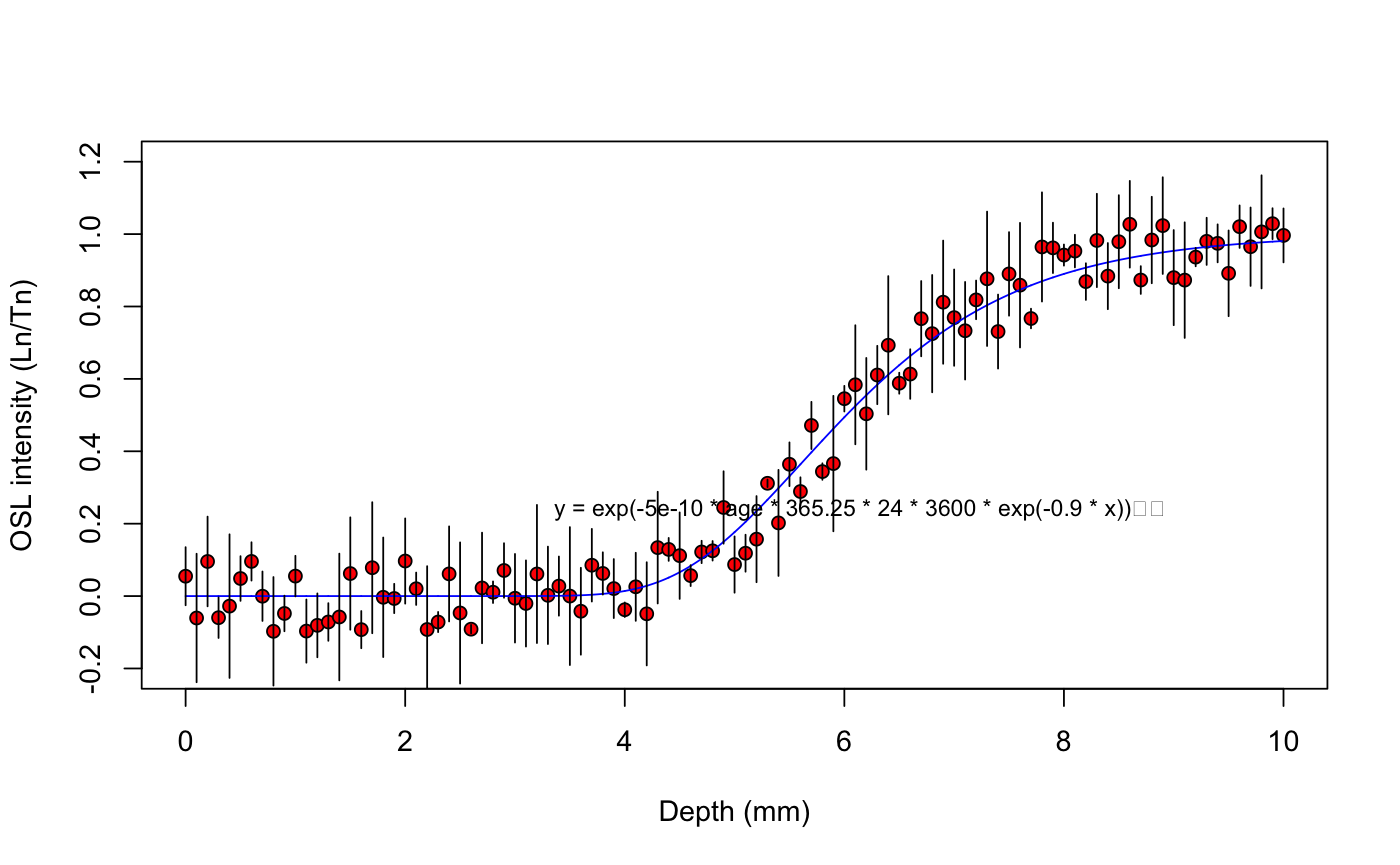 OSL intensity (Ln/Tn)
1.2
1.0
0.8
0.6
0.4
0.2
0.0
-0.2
y = exp(-5e-10 * age * 365.25 * 24 * 3600 * exp(-0.9 * x))□□
0 2 4 6 8 10
Depth (mm)